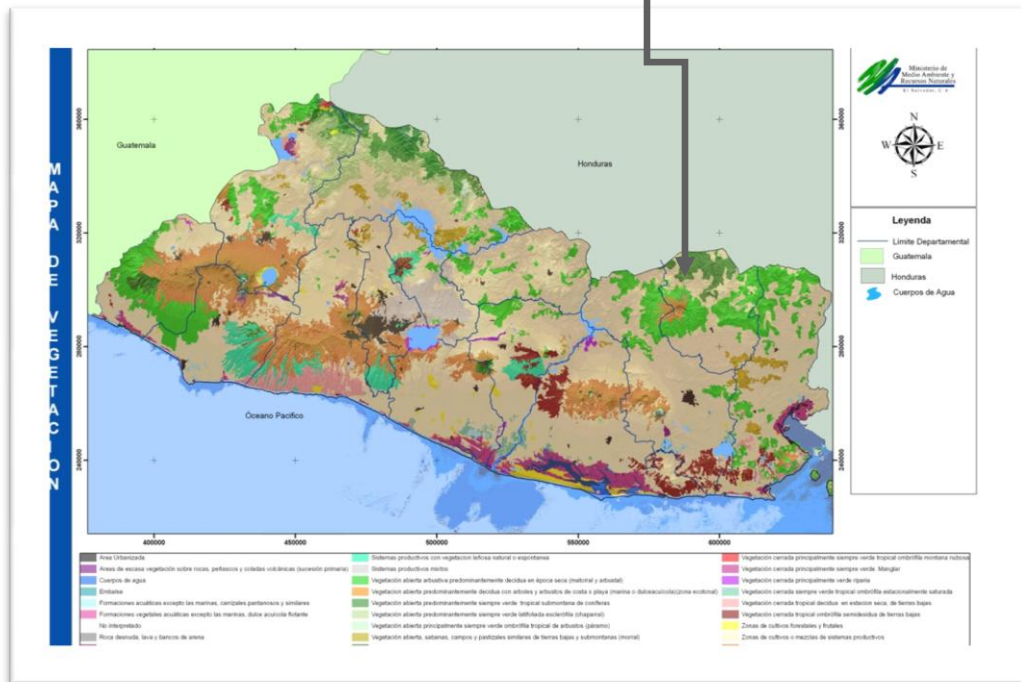 MAPA DE VEGETACION
Ministerio de
Medio Ambiente y
Recursos Naturales
El Salvador, C. A.
N
W E
S
Guatemala
Honduras
Óceano Pacifico
360000
320000
280000
240000
360000
320000
280000
240000
400000 450000 500000 550000 600000
Leyenda
Límite Departamental
Guatemala
Honduras
Cuerpos de Agua
Area Urbanizada
Areas de escasa vegetación sobre rocas, peñascos y coladas volcánicas (sucesión primaria)
Cuerpos de agua
Embalse
Formaciones acuáticas excepto las marinas, carrizales pantanosos y similares
Formaciones vegetales acuáticas excepto marinas, dulce acuícola flotante
No interpretado
Roca desnuda, lava y bancos de arena
Sistemas productivos con vegetacion leñosa natural o espontanea
Sistemas productivos mixtos
Vegetación abierta arbustiva predominantemente decidua en época seca (matorral y arbustal)
Vegetacion abierta predominantemente decidua con arboles y arbustos de costa o playa (marina o dulceacuícola)(zona ecotonal)
Vegetación abierta predominantemente siempre verde tropical submontana de coníferas
Vegetación abierta predominantemente siempre verde latifoliada esclerófila (chaparral)
Vegetación abierta principalmente siempre verde ombrófila tropical de arbustos (páramo)
Vegetación abierta, sabanas, campos y pastizales similares de tierras bajas y submontanas (morral)
Vegetación cerrada principalmente siempre verde tropical ombrófila montana nubosa
Vegetación cerrada principalmente siempre verde Manglar
Vegetación cerrada principalmente verde riparia
Vegetación cerrada siempre verde tropical ombrófila estacionalmente saturada
Vegetación cerrada tropical decidua en estacion seca, de tierras bajas
Vegetación cerrada tropical ombrófila semidecidua de tierras bajas
Zonas de cultivos forestales y frutales
Zonas de cultivos o mezclas de sistemas productivos